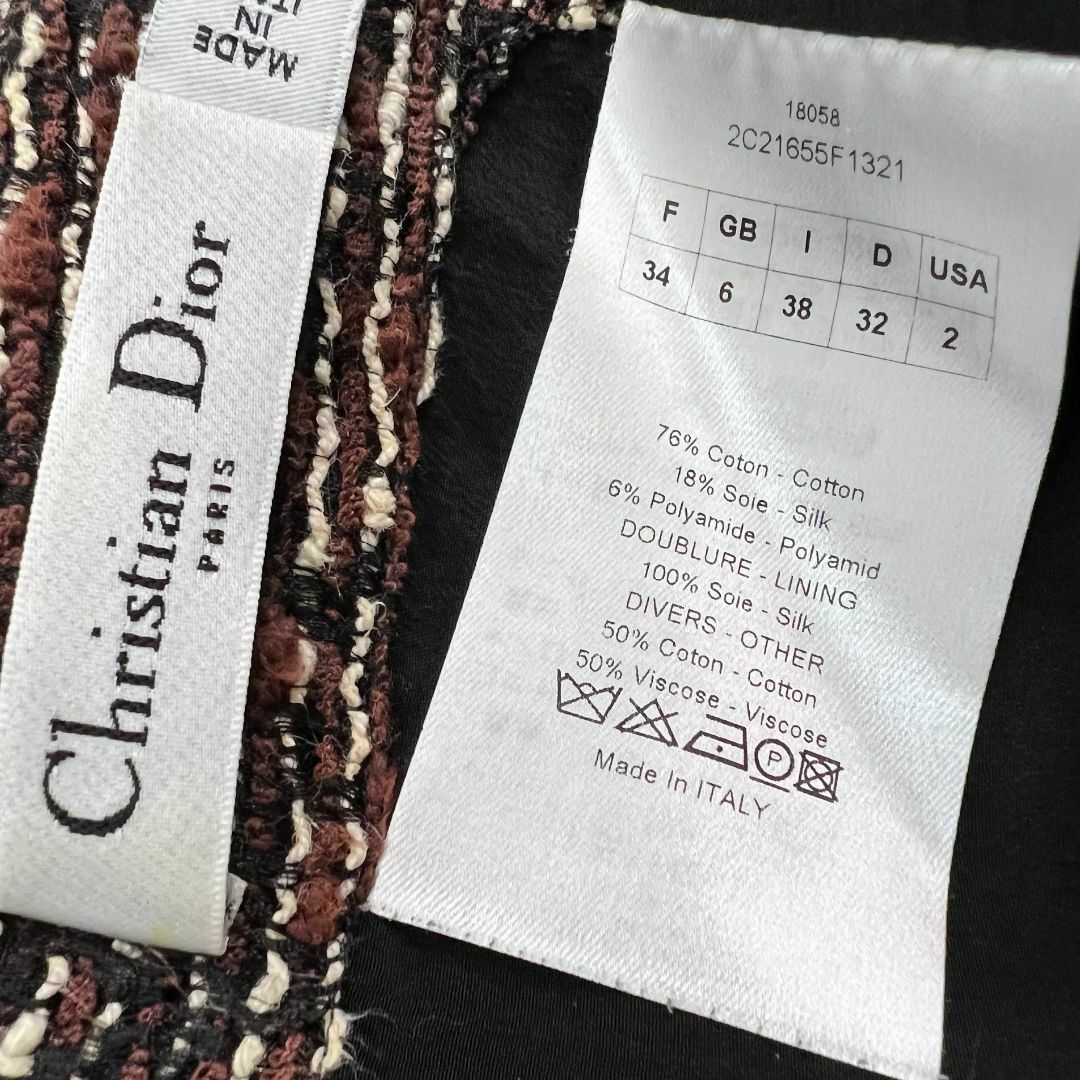 MADE
IN
Christian Dior
PARIS
18058
2C21655F1321
F GB I D USA
34 6 38 32 2
76% Coton - Cotton
18% Soie - Silk
6% Polyamide - Polyamid
DOUBLURE - LINING
100% Soie - Silk
DIVERS - OTHER
50% Coton - Cotton
50% Viscose - Viscose
P
Made In ITALY